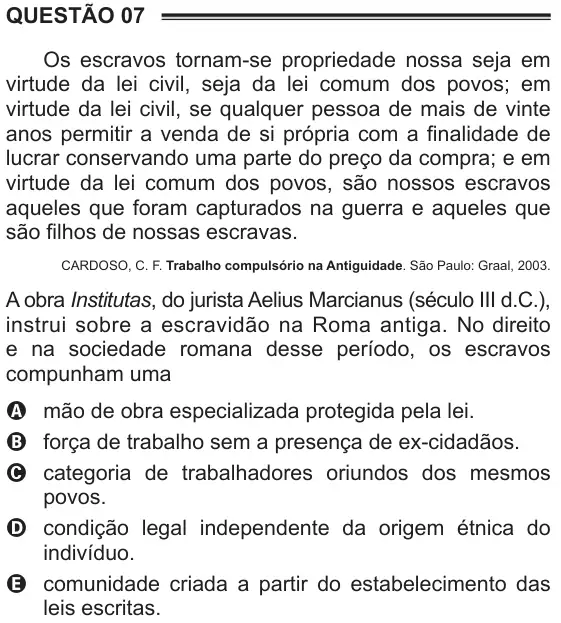 QUESTÃO 07
Os escravos tornam-se propriedade nossa seja em
virtude da lei civil, seja da lei comum dos povos; em
virtude da lei civil, se qualquer pessoa de mais de vinte
anos permitir a venda de si própria com a finalidade de
lucrar conservando uma parte do preço da compra; e em
virtude da lei comum dos povos, são nossos escravos
aqueles que foram capturados na guerra e aqueles que
são filhos de nossas escravas.
CARDOSO, C. F. Trabalho compulsório na Antiguidade. São Paulo: Graal, 2003.
A obra Institutas, do jurista Aelius Marcianus (século III d.C.),
instrui sobre a escravidão na Roma antiga. No direito
e na sociedade romana desse período, os escravos
compunham uma
A mão de obra especializada protegida pela lei.
B força de trabalho sem a presença de ex-cidadãos.
C categoria de trabalhadores oriundos dos mesmos
povos.
D condição legal independente da origem étnica do
indivíduo.
E comunidade criada a partir do estabelecimento das
leis escritas.